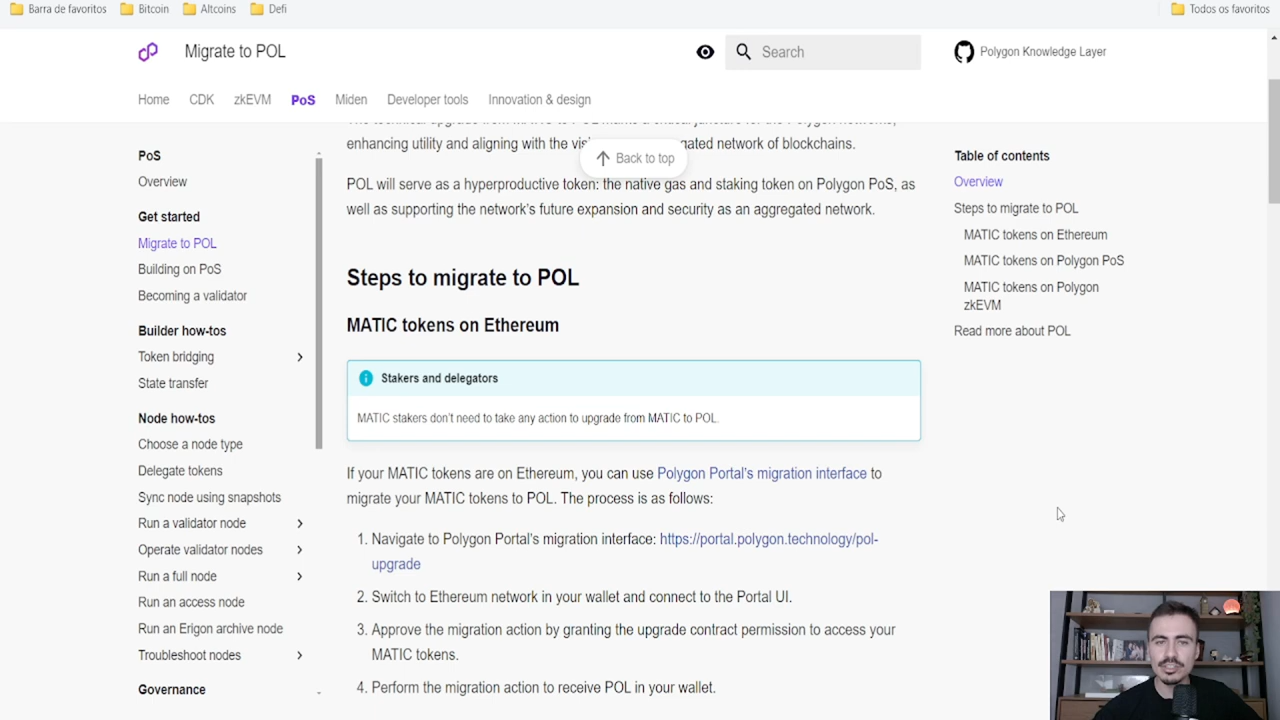 Barra de favoritos
Bitcoin
Altcoins
Defi
Todos os favoritos
Migrate to POL
Search
Polygon Knowledge Layer
Home
CDK
zkEVM
PoS
Miden
Developer tools
Innovation & design
PoS
Overview
Get started
Migrate to POL
Building on PoS
Becoming a validator
Builder how-tos
Token bridging
State transfer
Node how-tos
Choose a node type
Delegate tokens
Sync node using snapshots
Run a validator node
Operate validator nodes
Run a full node
Run an access node
Run an Erigon archive node
Troubleshoot nodes
Governance
enhancing utility and aligning with the gated network of blockchains.
Back to top
POL will serve as a hyperproductive token: the native gas and staking token on Polygon PoS, as
well as supporting the network's future expansion and security as an aggregated network.
Steps to migrate to POL
MATIC tokens on Ethereum
Stakers and delegators
MATIC stakers don't need to take any action to upgrade from MATIC to POL.
If your MATIC tokens are on Ethereum, you can use Polygon Portal's migration interface to
migrate your MATIC tokens to POL. The process is as follows:
1. Navigate to Polygon Portal's migration interface: https://portal.polygon.technology/pol-
upgrade
2. Switch to Ethereum network in your wallet and connect to the Portal UI.
3. Approve the migration action by granting the upgrade contract permission to access your
MATIC tokens.
4. Perform the migration action to receive POL in your wallet.
Table of contents
Overview
Steps to migrate to POL
MATIC tokens on Ethereum
MATIC tokens on Polygon PoS
MATIC tokens on Polygon
zkEVM
Read more about POL